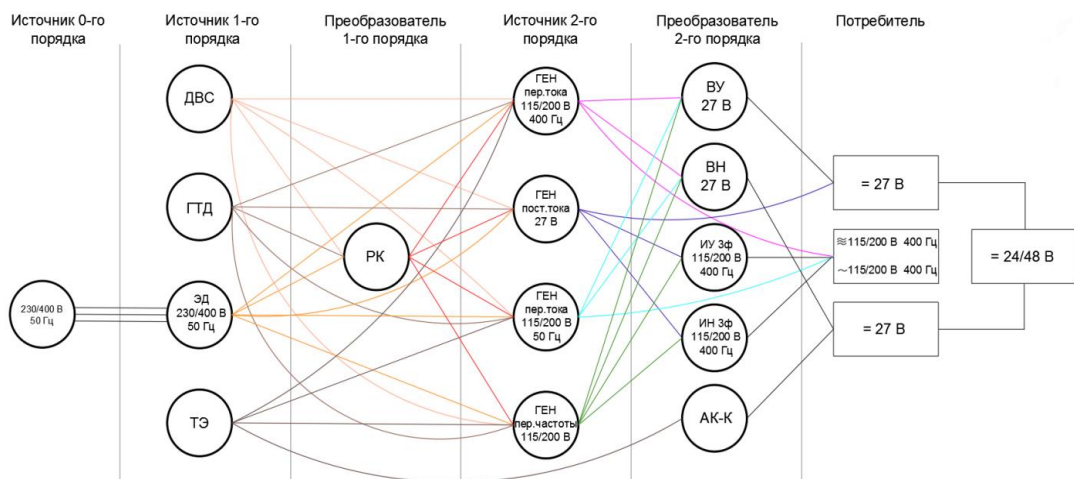 Источник 0-го
порядка
Источник 1-го
порядка
Преобразователь
1-го порядка
Источник 2-го
порядка
Преобразователь
2-го порядка
Потребитель
230/400 В
50 Гц
ДВС
ГТД
ЭД
230/400 В
50 Гц
ТЭ
РК
ГЕН
пер.тока
115/200 В
400 Гц
ГЕН
пост.тока
27 В
ГЕН
пер.тока
115/200 В
50 Гц
ГЕН
пер.частоты
115/200 В
ВУ
27 В
ВН
27 В
ИУ 3ф
115/200 В
400 Гц
ИН 3ф
115/200 В
400 Гц
АК-К
= 27 В
≋115/200 В 400 Гц
~115/200 В 400 Гц
= 27 В
= 24/48 В